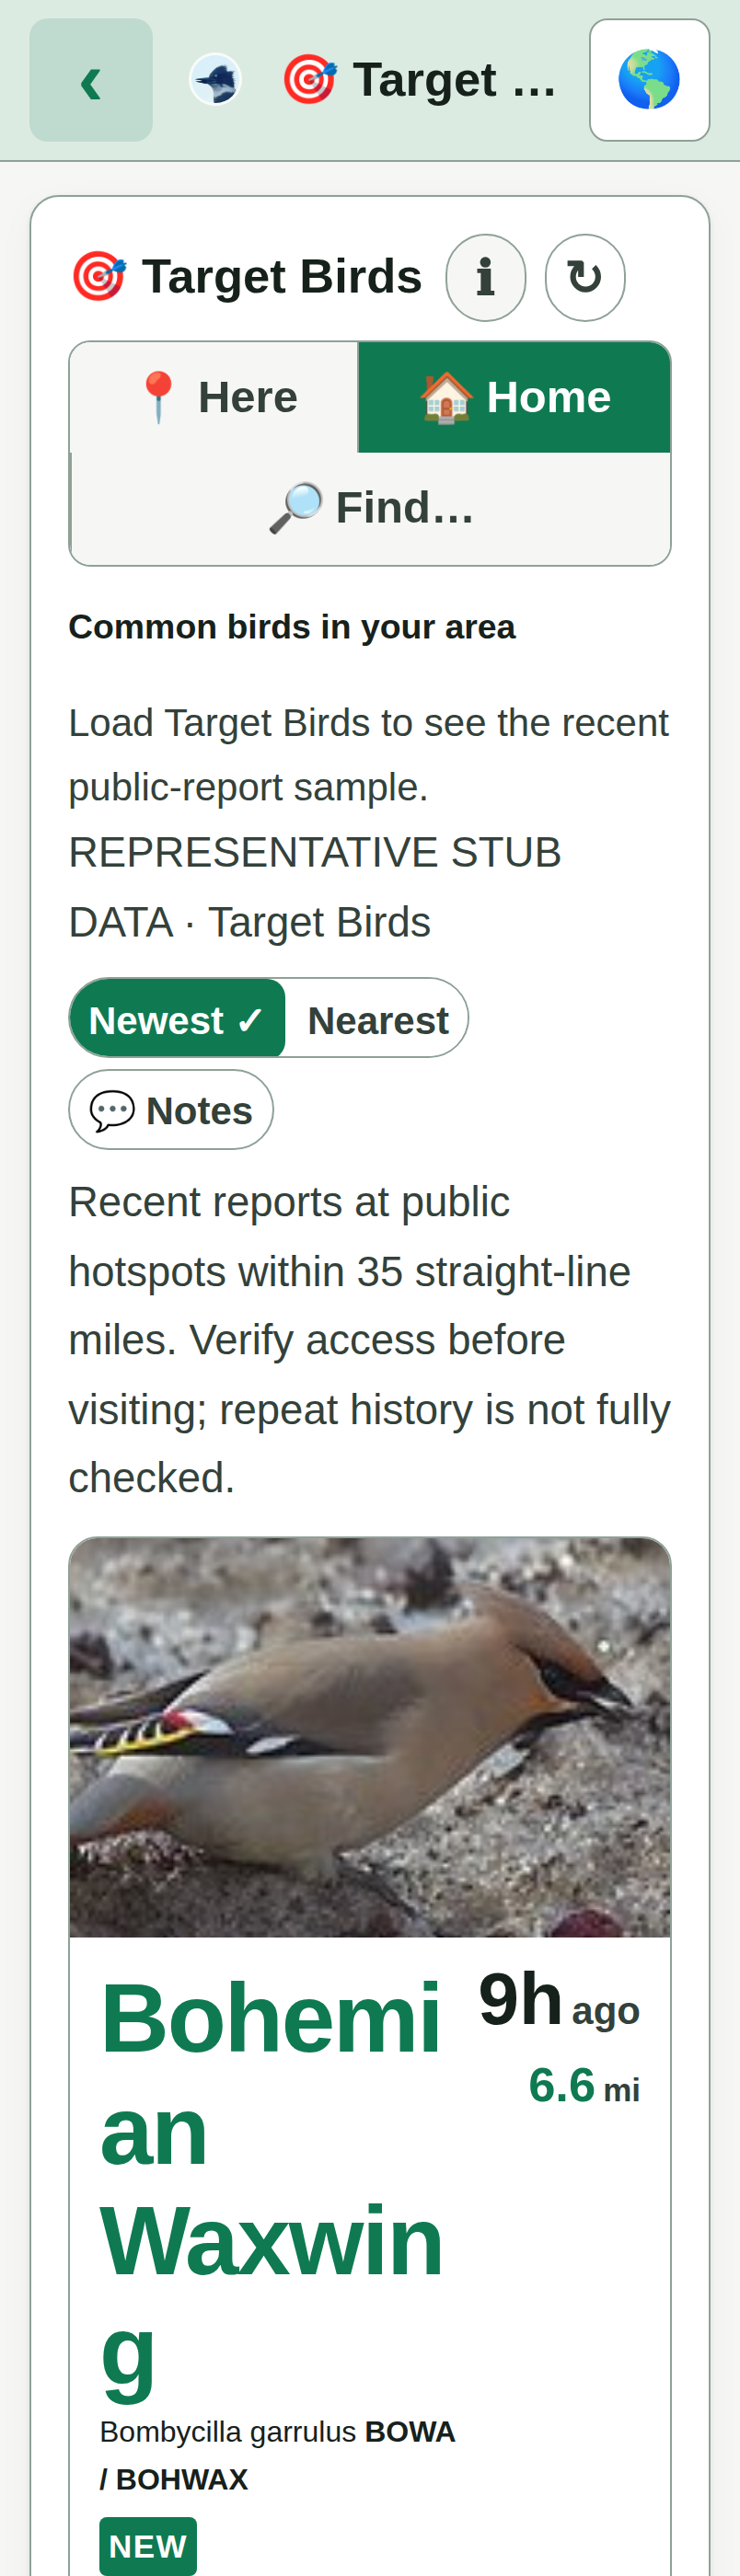 ‹ 🎯 Target … 🌎
🎯 Target Birds ℹ ↻
📍 Here 🏠 Home
🔎 Find…
Common birds in your area
Load Target Birds to see the recent
public-report sample.
REPRESENTATIVE STUB
DATA · Target Birds
Newest ✓ Nearest
💬 Notes
Recent reports at public
hotspots within 35 straight-line
miles. Verify access before
visiting; repeat history is not fully
checked.
Bohemi 9h ago
6.6 mi
an
Waxwin
g
Bombycilla garrulus BOWA
/ BOHWAX
NEW